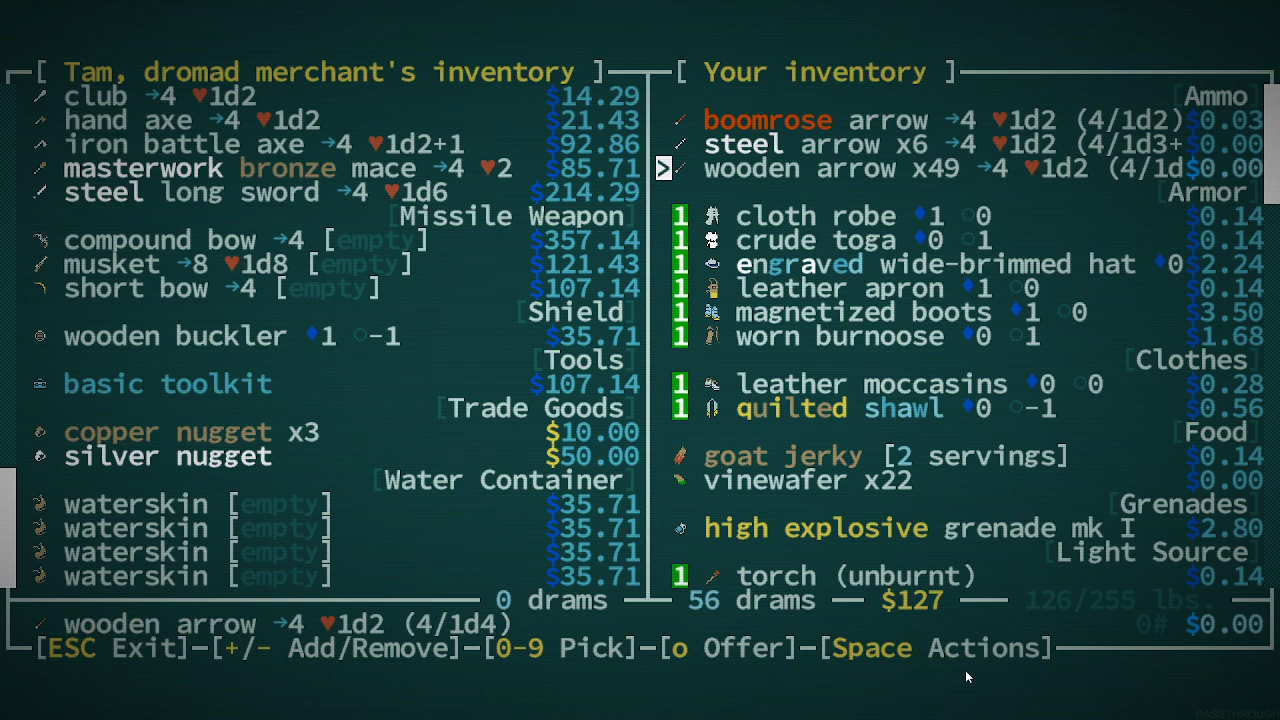 [ Tam, dromad merchant's inventory ]
club →4 ♥1d2 $14.29
hand axe →4 ♥1d2 $21.43
iron battle axe →4 ♥1d2+1 $92.86
masterwork bronze mace →4 ♥2 $85.71
steel long sword →4 ♥1d6 $214.29
[Missile Weapon]
compound bow →4 [empty] $357.14
musket →8 ♥1d8 [empty] $121.43
short bow →4 [empty] $107.14
[Shield]
wooden buckler ♦1 ○-1 $35.71
[Tools]
basic toolkit $107.14
[Trade Goods]
copper nugget x3 $10.00
silver nugget $50.00
[Water Container]
waterskin [empty] $35.71
waterskin [empty] $35.71
waterskin [empty] $35.71
waterskin [empty] $35.71
0 drams
[ Your inventory ]
[Ammo]
boomrose arrow →4 ♥1d2 (4/1d2) $0.03
steel arrow x6 →4 ♥1d2 (4/1d3+ $0.00
> wooden arrow x49 →4 ♥1d2 (4/1d $0.00
[Armor]
1 cloth robe ♦1 ○0 $0.14
1 crude toga ♦0 ○1 $0.14
1 engraved wide-brimmed hat ♦0 $2.24
1 leather apron ♦1 ○0 $0.14
1 magnetized boots ♦1 ○0 $3.50
1 worn burnoose ♦0 ○1 $1.68
[Clothes]
1 leather moccasins ♦0 ○0 $0.28
1 quilted shawl ♦0 ○-1 $0.56
[Food]
goat jerky [2 servings] $0.14
vinewafer x22 $0.00
[Grenades]
high explosive grenade mk I $2.80
[Light Source]
1 torch (unburnt) $0.14
56 drams $127 126/255 lbs.
wooden arrow →4 ♥1d2 (4/1d4) 0# $0.00
[ESC Exit]-[+/- Add/Remove]-[0-9 Pick]-[o Offer]-[Space Actions]